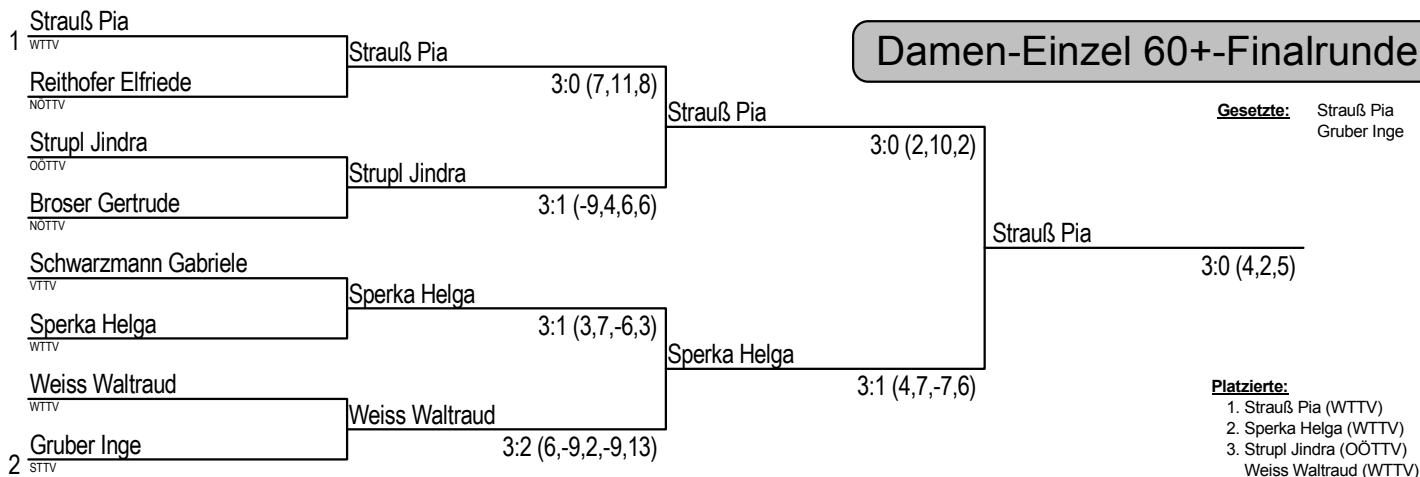 Damen-Einzel 60+-Finalrunde
Gesetzte: Strauß Pia
Gruber Inge
1 Strauß Pia
WTTV
Reithofer Elfriede
NÖTTV
Strupl Jindra
OÖTTV
Broser Gertrude
NÖTTV
Schwarzmann Gabriele
VTTV
Sperka Helga
WTTV
Weiss Waltraud
WTTV
2 Gruber Inge
STTV
Strauß Pia
3:0 (7,11,8)
Strupl Jindra
3:1 (-9,4,6,6)
Sperka Helga
3:1 (3,7,-6,3)
Weiss Waltraud
3:2 (6,-9,2,-9,13)
Strauß Pia
3:0 (2,10,2)
Sperka Helga
3:1 (4,7,-7,6)
Strauß Pia
3:0 (4,2,5)
Platzierte:
1. Strauß Pia (WTTV)
2. Sperka Helga (WTTV)
3. Strupl Jindra (OÖTTV)
Weiss Waltraud (WTTV)